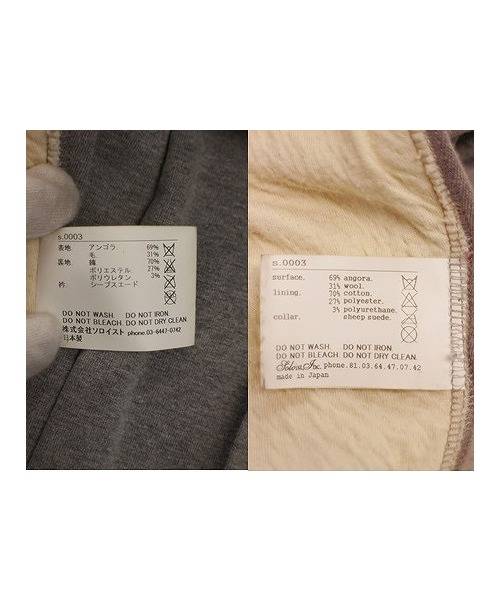 s.0003
表地 アンゴラ 69%
毛 31%
裏地 綿 70%
ポリエステル 27%
ポリウレタン 3%
衿 シープスエード
DO NOT WASH. DO NOT IRON.
DO NOT BLEACH. DO NOT DRY CLEAN.
株式会社ソロイスト phone.03-6447-0742
日本製
s.0003
surface. 69% angora.
31% wool.
lining. 70% cotton.
27% polyester.
3% polyurethane.
collar. sheep suede.
DO NOT WASH. DO NOT IRON.
DO NOT BLEACH. DO NOT DRY CLEAN.
Inc. phone.81.03.64.47.07.42
made in Japan